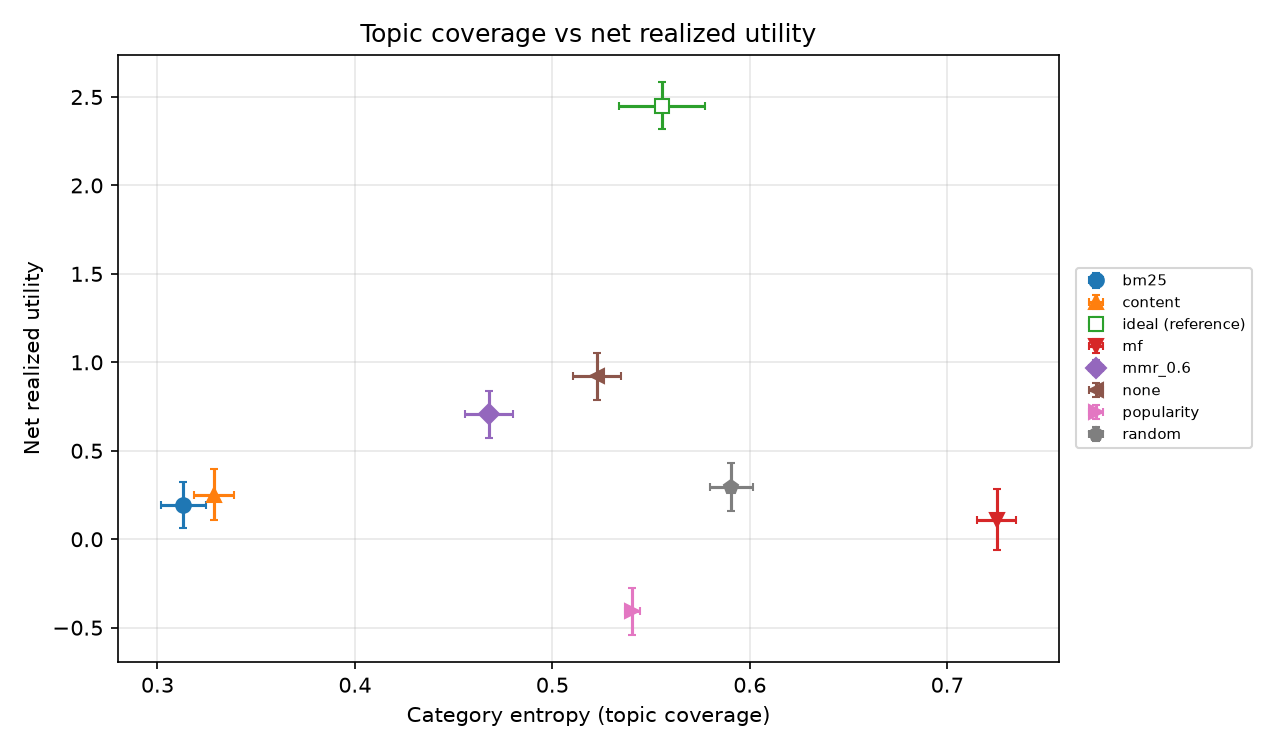 Topic coverage vs net realized utility
Net realized utility
2.5
2.0
1.5
1.0
0.5
0.0
−0.5
0.3
0.4
0.5
0.6
0.7
Category entropy (topic coverage)
bm25
content
ideal (reference)
mf
mmr_0.6
none
popularity
random